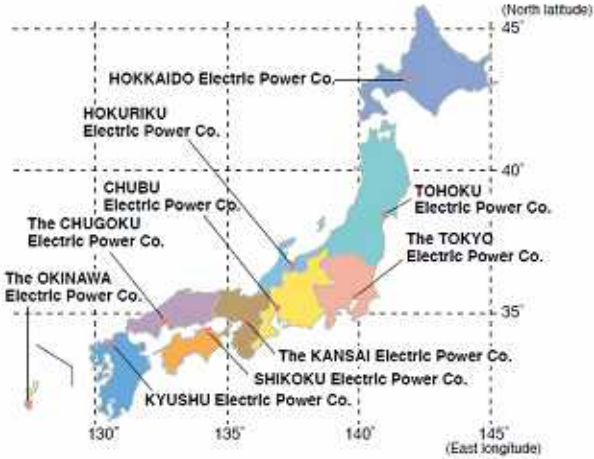 (North latitude)
45°
HOKKAIDO Electric Power Co.
HOKURIKU
Electric Power Co.
40°
CHUBU
Electric Power Co.
TOHOKU
Electric Power Co.
The CHUGOKU
Electric Power Co.
The TOKYO
Electric Power Co.
The OKINAWA
Electric Power Co.
35°
The KANSAI Electric Power Co.
SHIKOKU Electric Power Co.
KYUSHU Electric Power Co.
130° 135° 140° 145°
(East longitude)